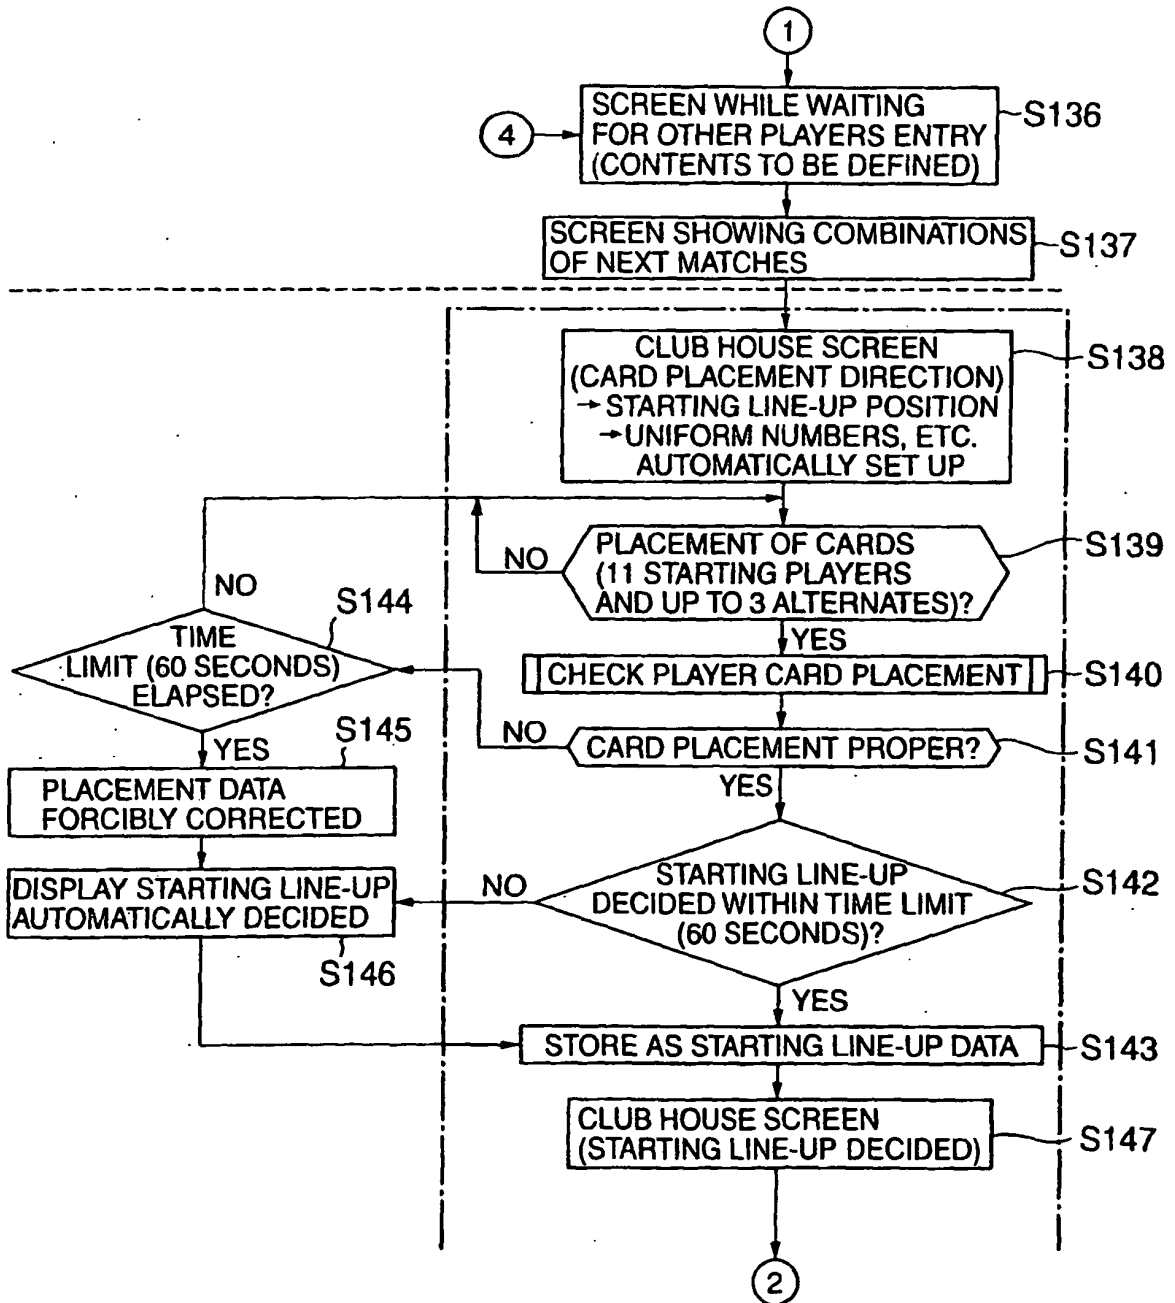 1
SCREEN WHILE WAITING
FOR OTHER PLAYERS ENTRY
(CONTENTS TO BE DEFINED)
S136
4
SCREEN SHOWING COMBINATIONS
OF NEXT MATCHES
S137
CLUB HOUSE SCREEN
(CARD PLACEMENT DIRECTION)
→ STARTING LINE-UP POSITION
→ UNIFORM NUMBERS, ETC.
AUTOMATICALLY SET UP
S138
PLACEMENT OF CARDS
(11 STARTING PLAYERS
AND UP TO 3 ALTERNATES)?
S139
NO
YES
CHECK PLAYER CARD PLACEMENT
S140
CARD PLACEMENT PROPER?
S141
NO
YES
TIME
LIMIT (60 SECONDS)
ELAPSED?
S144
NO
YES
PLACEMENT DATA
FORCIBLY CORRECTED
S145
DISPLAY STARTING LINE-UP
AUTOMATICALLY DECIDED
S146
STARTING LINE-UP
DECIDED WITHIN TIME LIMIT
(60 SECONDS)?
S142
NO
YES
STORE AS STARTING LINE-UP DATA
S143
CLUB HOUSE SCREEN
(STARTING LINE-UP DECIDED)
S147
2